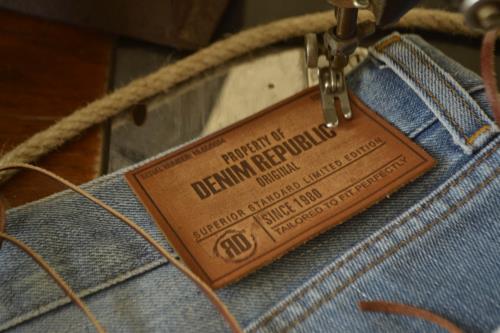 PROPERTY OF
DENIM REPUBLIC
ORIGINAL
SUPERIOR STANDARD LIMITED EDITION
RD
SINCE 1980
TAILORED TO FIT PERFECTLY